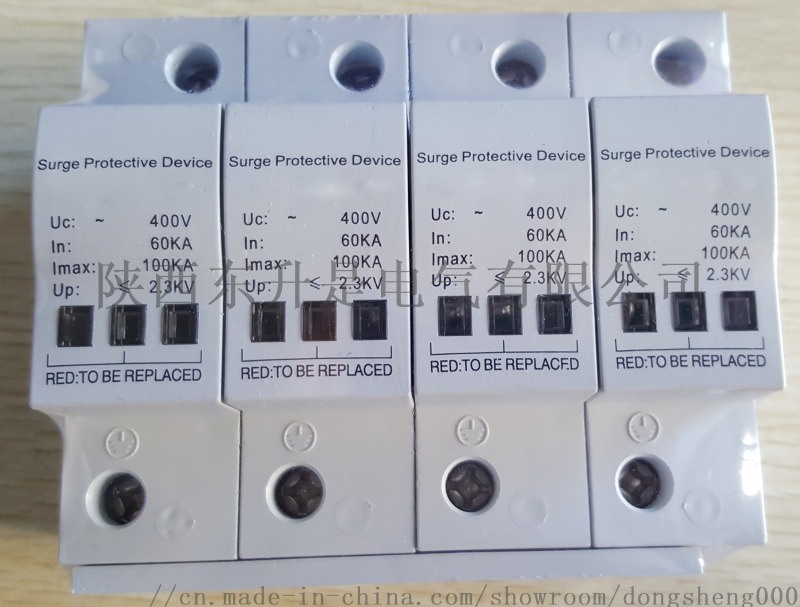 Surge Protective Device
Uc: ~ 400V
In: 60KA
Imax: 100KA
Up: ≤ 2.3KV
RED:TO BE REPLACED
Surge Protective Device
Uc: ~ 400V
In: 60KA
Imax: 100KA
Up: ≤ 2.3KV
RED:TO BE REPLACED
Surge Protective Device
Uc: ~ 400V
In: 60KA
Imax: 100KA
Up: ≤ 2.3KV
RED:TO BE REPLACED
Surge Protective Device
Uc: ~ 400V
In: 60KA
Imax: 100KA
Up: ≤ 2.3KV
RED:TO BE REPLACED
陕西东升是电气有限公司
//cn.made-in-china.com/showroom/dongsheng000